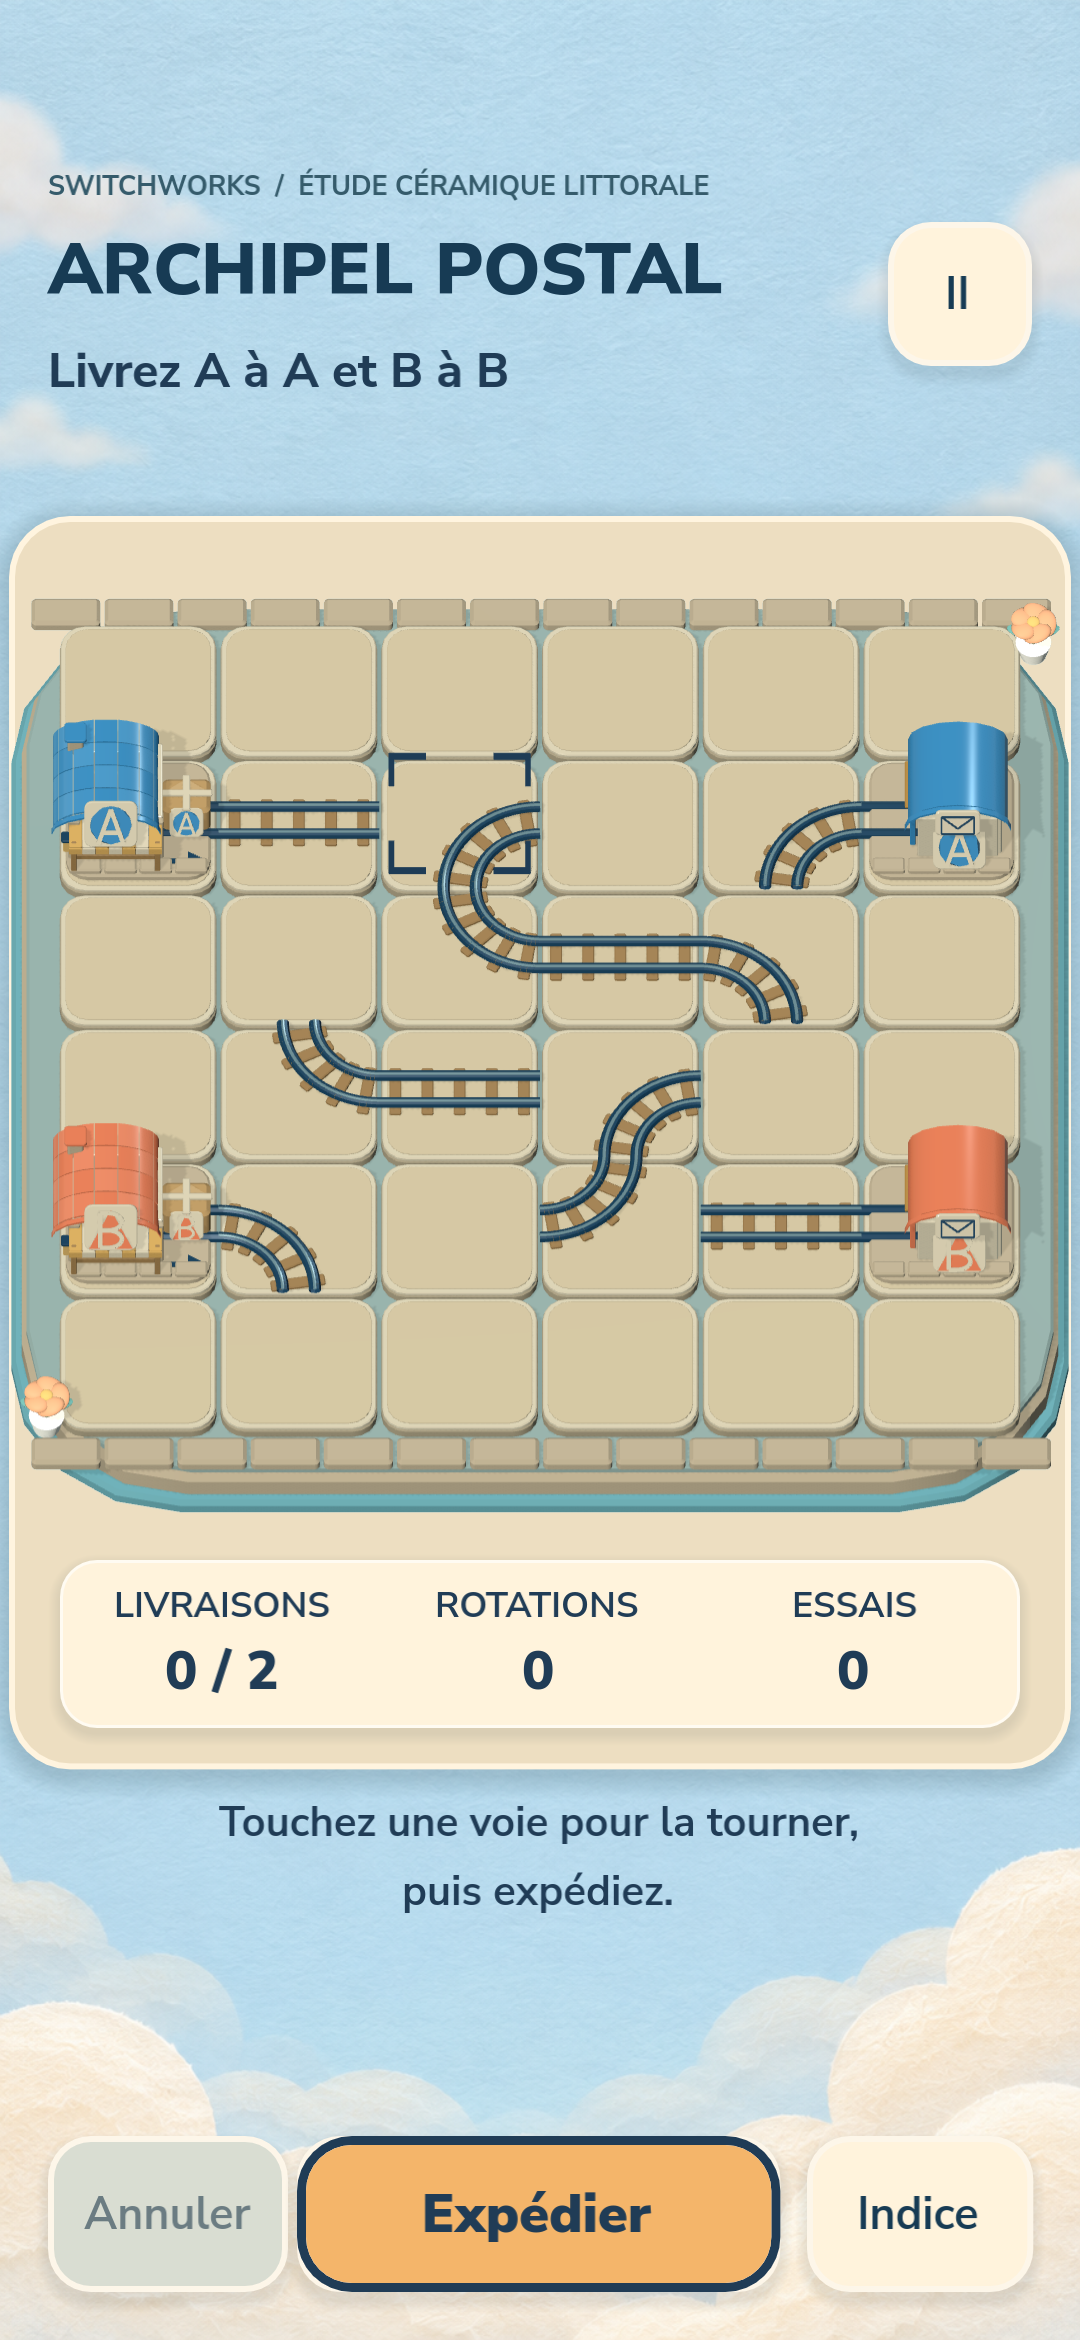 SWITCHWORKS / ÉTUDE CÉRAMIQUE LITTORALE
ARCHIPEL POSTAL
II
Livrez A à A et B à B
A
A
A
B
B
B
LIVRAISONS ROTATIONS ESSAIS
0 / 2 0 0
Touchez une voie pour la tourner,
puis expédiez.
Annuler Expédier Indice